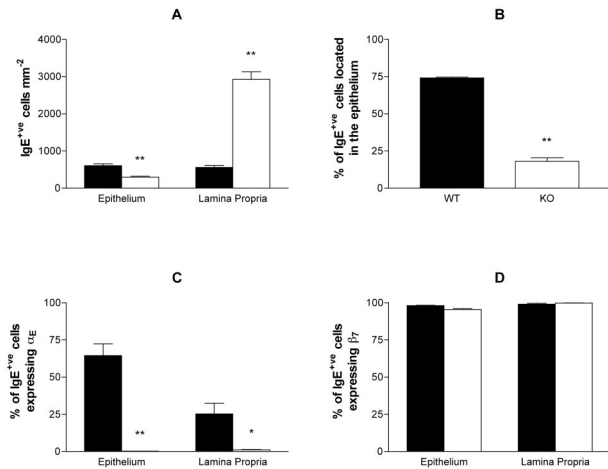 A
IgE+ve cells mm-2
4000
3000
2000
1000
0
**
**
Epithelium
Lamina Propria
B
% of IgE+ve cells located
in the epithelium
100
75
50
25
0
**
WT
KO
C
% of IgE+ve cells
expressing αE
100
75
50
25
0
**
*
Epithelium
Lamina Propria
D
% of IgE+ve cells
expressing β7
100
75
50
25
0
Epithelium
Lamina Propria